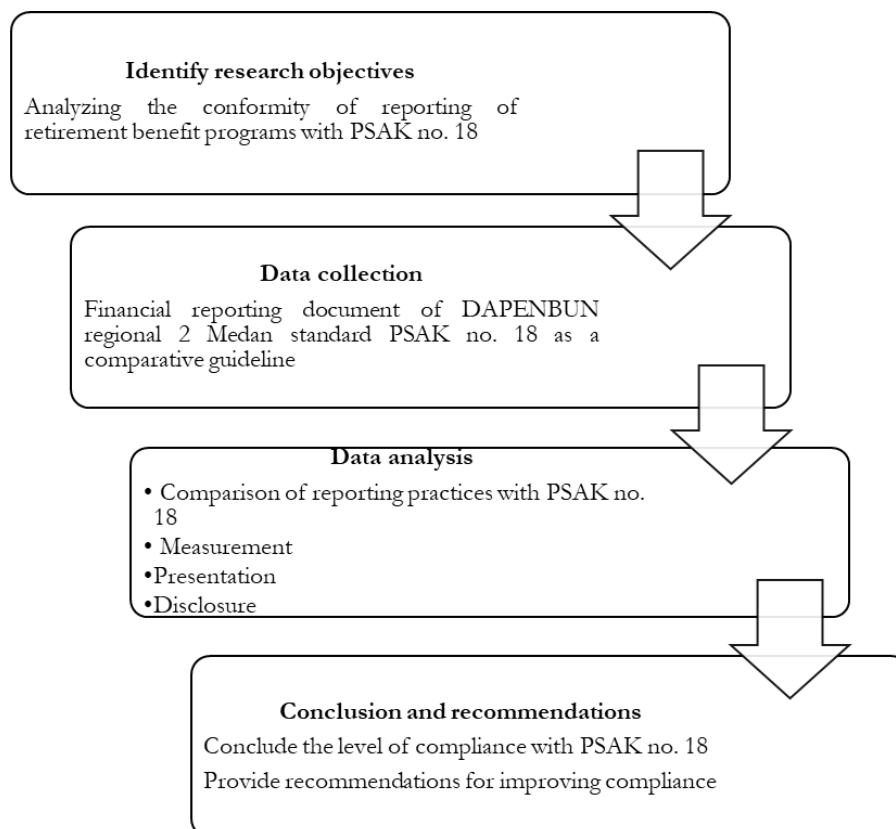 Identify research objectives
Analyzing the conformity of reporting of
retirement benefit programs with PSAK no. 18
Data collection
Financial reporting document of DAPENBUN
regional 2 Medan standard PSAK no. 18 as a
comparative guideline
Data analysis
• Comparison of reporting practices with PSAK no.
18
• Measurement
•Presentation
•Disclosure
Conclusion and recommendations
Conclude the level of compliance with PSAK no. 18
Provide recommendations for improving compliance